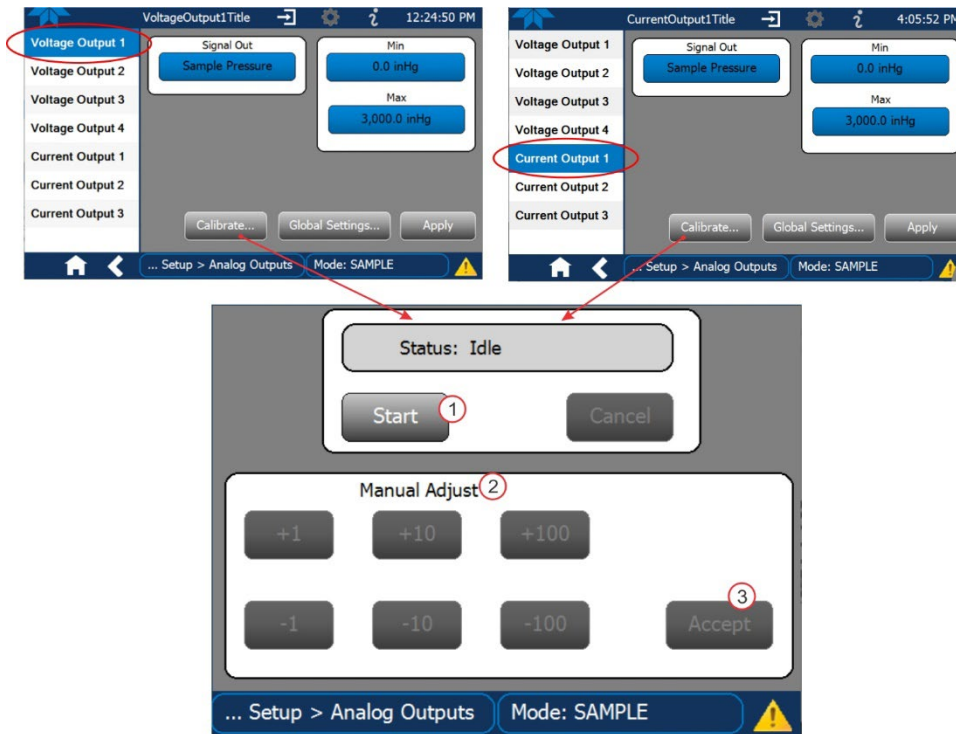 VoltageOutput1Title
12:24:50 PM
Voltage Output 1
Voltage Output 2
Voltage Output 3
Voltage Output 4
Current Output 1
Current Output 2
Current Output 3
Signal Out
Sample Pressure
Min
0.0 inHg
Max
3,000.0 inHg
Calibrate...
Global Settings...
Apply
... Setup > Analog Outputs
Mode: SAMPLE
CurrentOutput1Title
4:05:52 PM
Voltage Output 1
Voltage Output 2
Voltage Output 3
Voltage Output 4
Current Output 1
Current Output 2
Current Output 3
Signal Out
Sample Pressure
Min
0.0 inHg
Max
3,000.0 inHg
Calibrate...
Global Settings...
Apply
... Setup > Analog Outputs
Mode: SAMPLE
Status: Idle
Start
1
Cancel
Manual Adjust
2
+1
+10
+100
-1
-10
-100
3
Accept
... Setup > Analog Outputs
Mode: SAMPLE